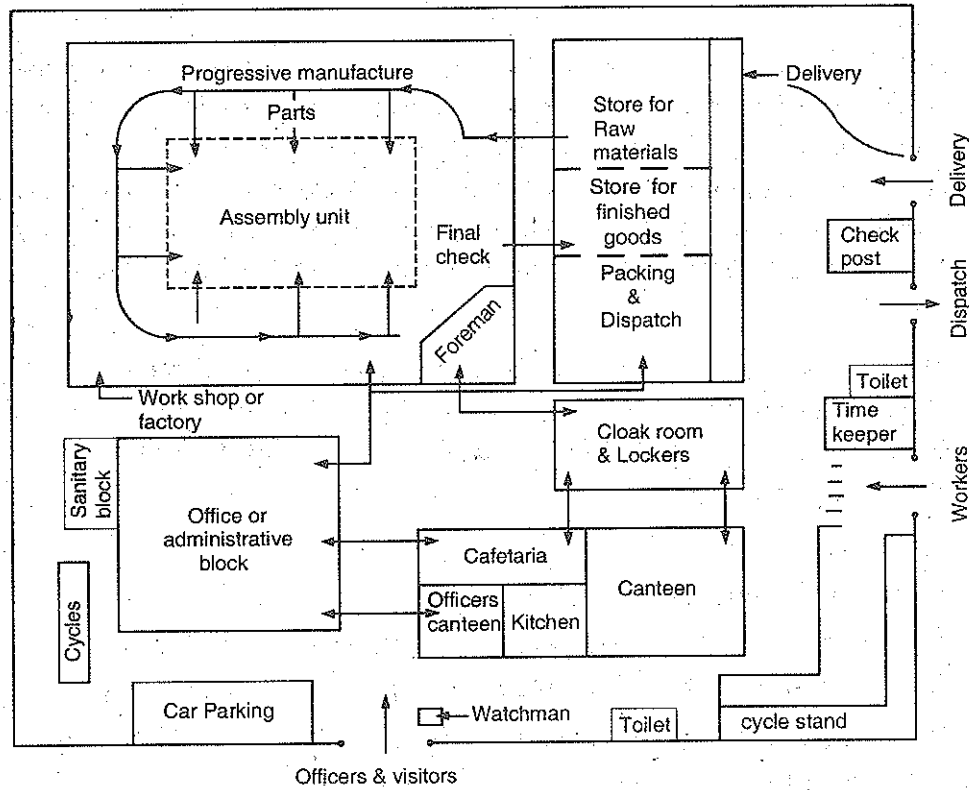 Progressive manufacture
Parts
Assembly unit
Final
check
Foreman
Store for
Raw
materials
Store for
finished
goods
Packing
&
Dispatch
Delivery
Delivery
Check
post
Dispatch
Toilet
Time
keeper
Workers
Work shop or
factory
Cloak room
& Lockers
Sanitary
block
Office or
administrative
block
Cafetaria
Officers
canteen
Kitchen
Canteen
Cycles
Car Parking
Watchman
Toilet
cycle stand
Officers & visitors